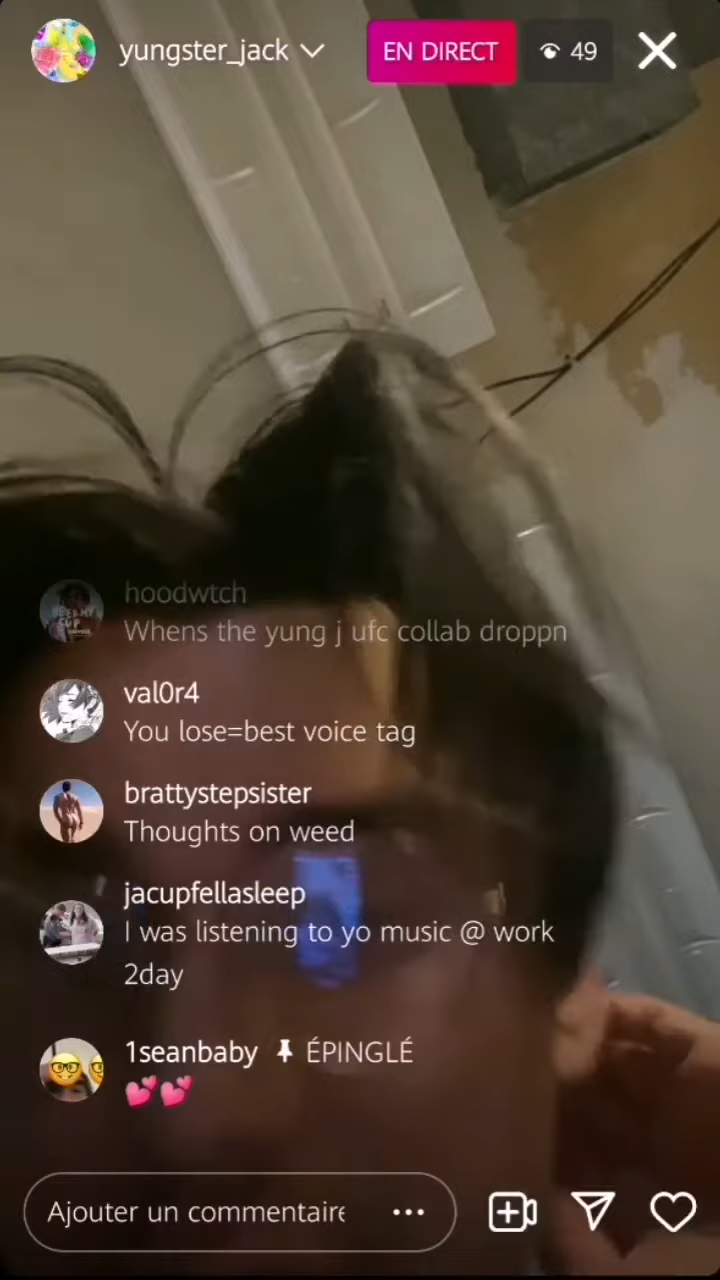 yungster_jack EN DIRECT 49
hoodwtch
Whens the yung j ufc collab droppn
val0r4
You lose=best voice tag
brattystepsister
Thoughts on weed
jacupfellasleep
I was listening to yo music @ work
2day
1seanbaby ÉPINGLÉ
💕💕
Ajouter un commentaire